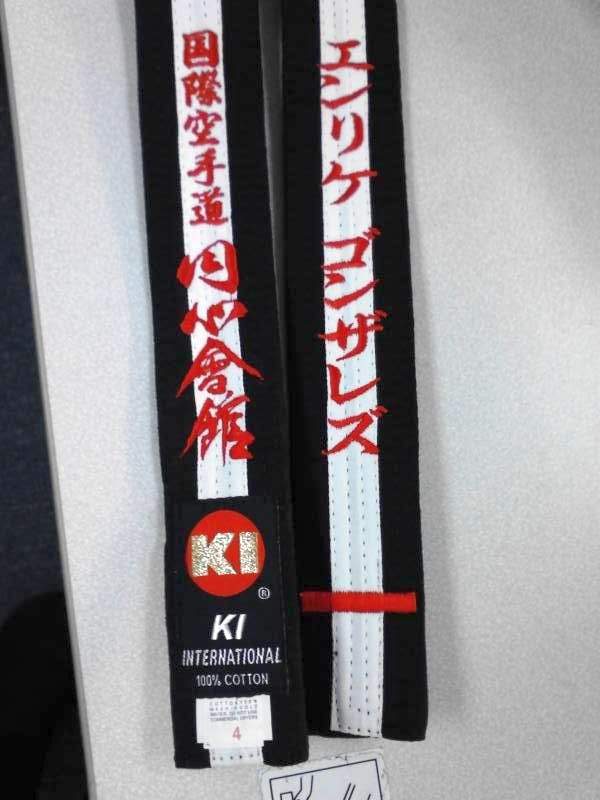 国際空手道 円心會館
エンリケ ゴンザレズ
KI
®
KI
INTERNATIONAL
100% COTTON
4